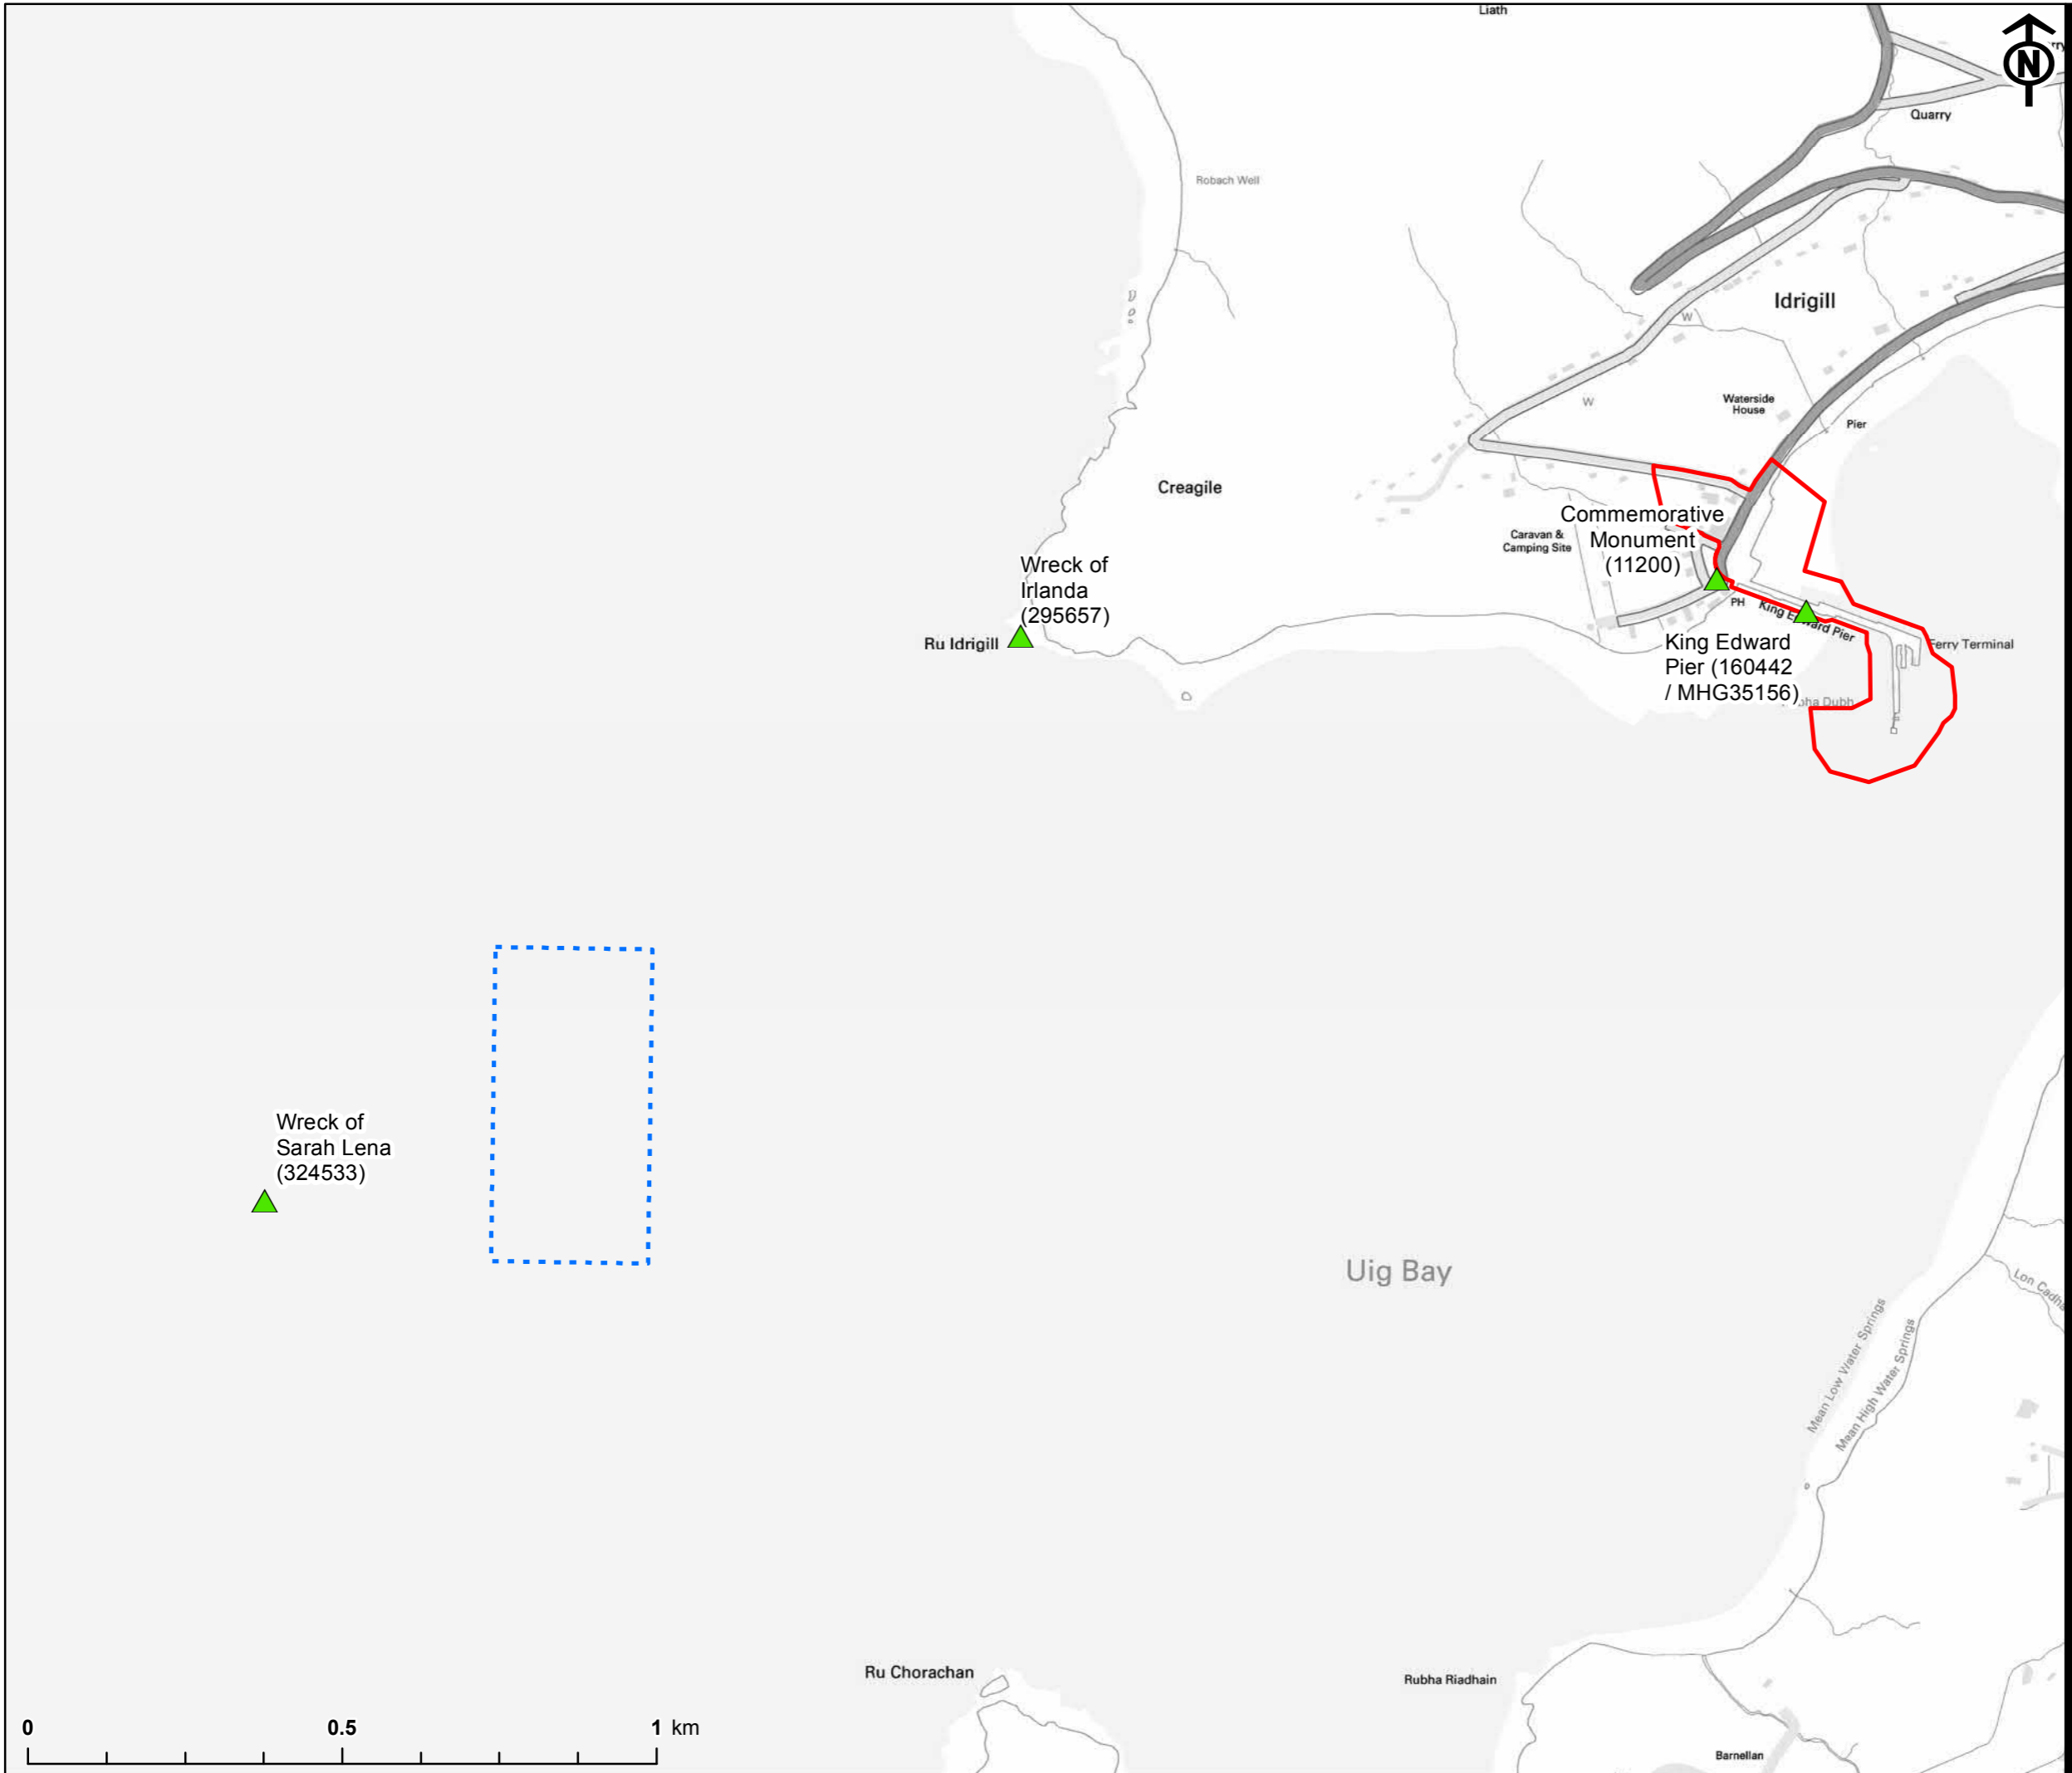 Liath
N
Quarry
Robach Well
Idrigill
W
W
Waterside
House
Pier
Creagile
Commemorative
Monument
(11200)
Caravan &
Camping Site
Wreck of
Irlanda
(295657)
Ru Idrigill
PH
King Edward Pier
King Edward
Pier (160442
/ MHG35156)
Ferry Terminal
Dubh
Wreck of
Sarah Lena
(324533)
Uig Bay
Lon
Mean Low Water Springs
Mean High Water Springs
Ru Chorachan
Rubha Riadhain
Barnellan
0 0.5 1 km